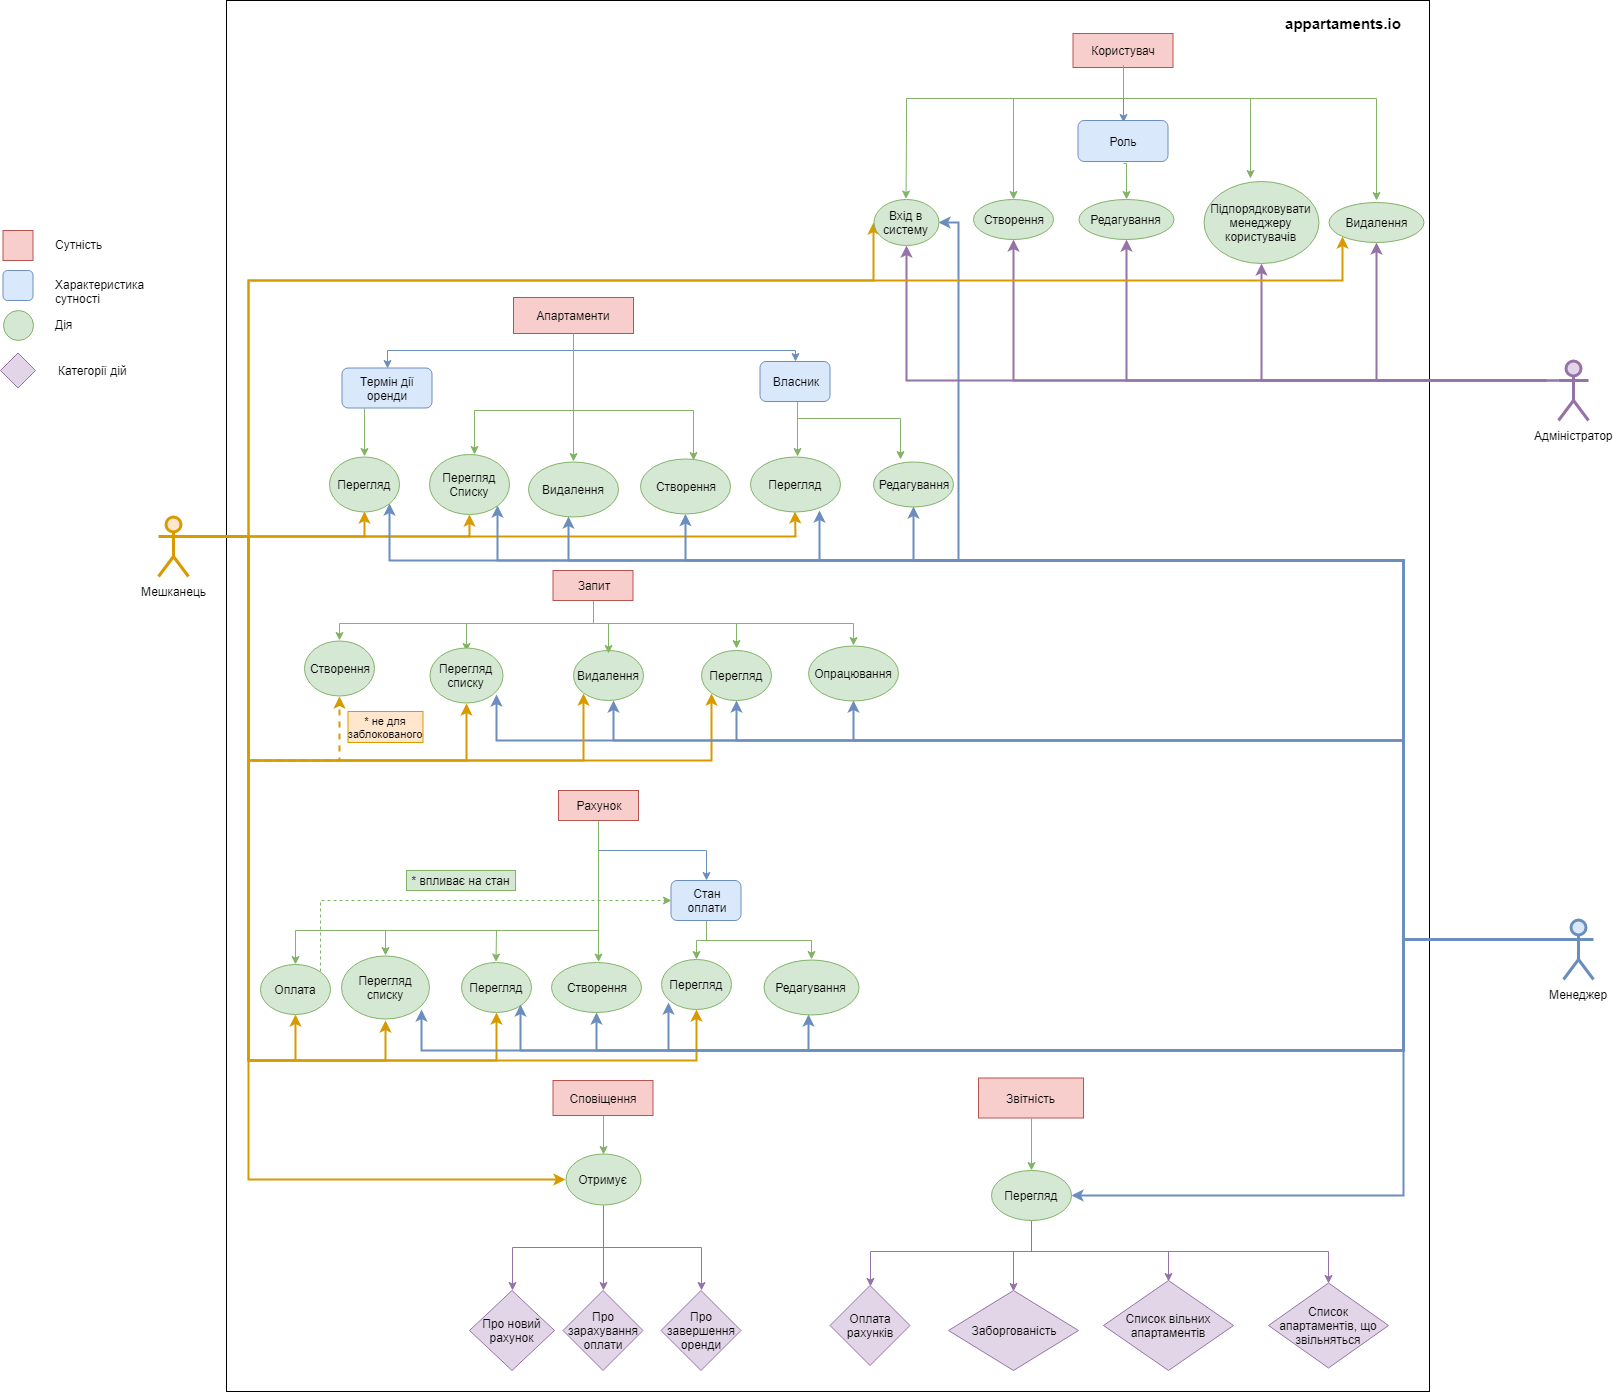 appartaments.io
Користувач
Роль
Вхід в
систему
Створення
Редагування
Підпорядковувати
менеджеру
користувачів
Видалення
Сутність
Характеристика
сутності
Дія
Категорії дій
Апартаменти
Термін дії
оренди
Власник
Перегляд
Перегляд
Списку
Видалення
Створення
Перегляд
Редагування
Адміністратор
Мешканець
Запит
Створення
Перегляд
списку
Видалення
Перегляд
Опрацювання
* не для
заблокованого
Рахунок
* впливає на стан
Стан
оплати
Оплата
Перегляд
списку
Перегляд
Створення
Перегляд
Редагування
Менеджер
Сповіщення
Звітність
Отримує
Перегляд
Про новий
рахунок
Про
зарахування
оплати
Про
завершення
оренди
Оплата
рахунків
Заборгованість
Список вільних
апартаментів
Список
апартаментів, що
звільняться